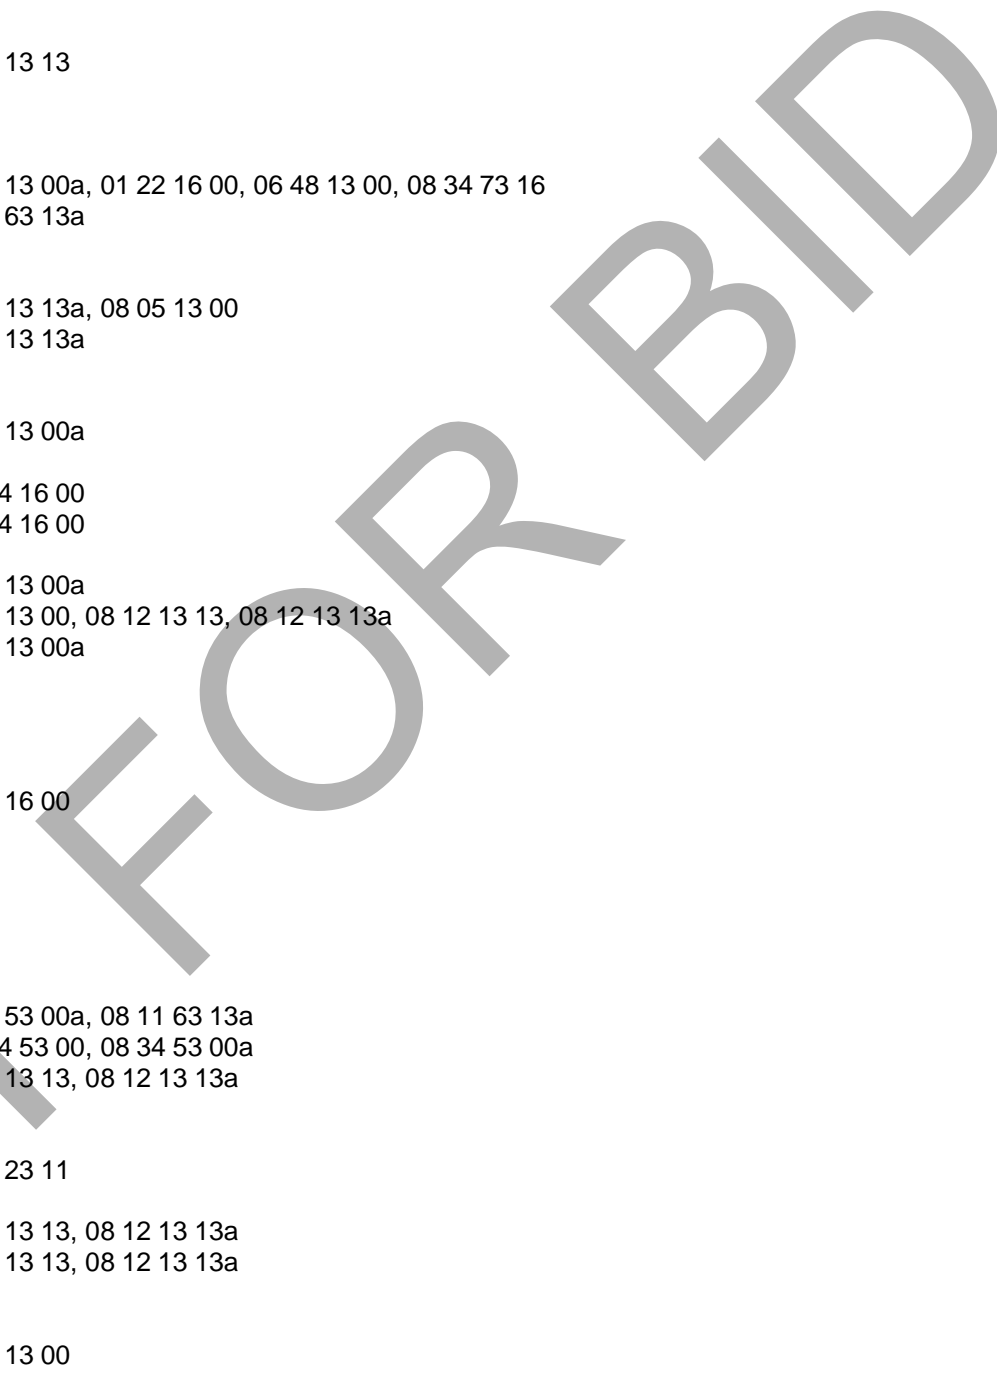 13 13
13 00a, 01 22 16 00, 06 48 13 00, 08 34 73 16
63 13a
13 13a, 08 05 13 00
13 13a
13 00a
4 16 00
4 16 00
13 00a
13 00, 08 12 13 13, 08 12 13 13a
13 00a
16 00
53 00a, 08 11 63 13a
4 53 00, 08 34 53 00a
13 13, 08 12 13 13a
23 11
13 13, 08 12 13 13a
13 13, 08 12 13 13a
13 00
FOR BID